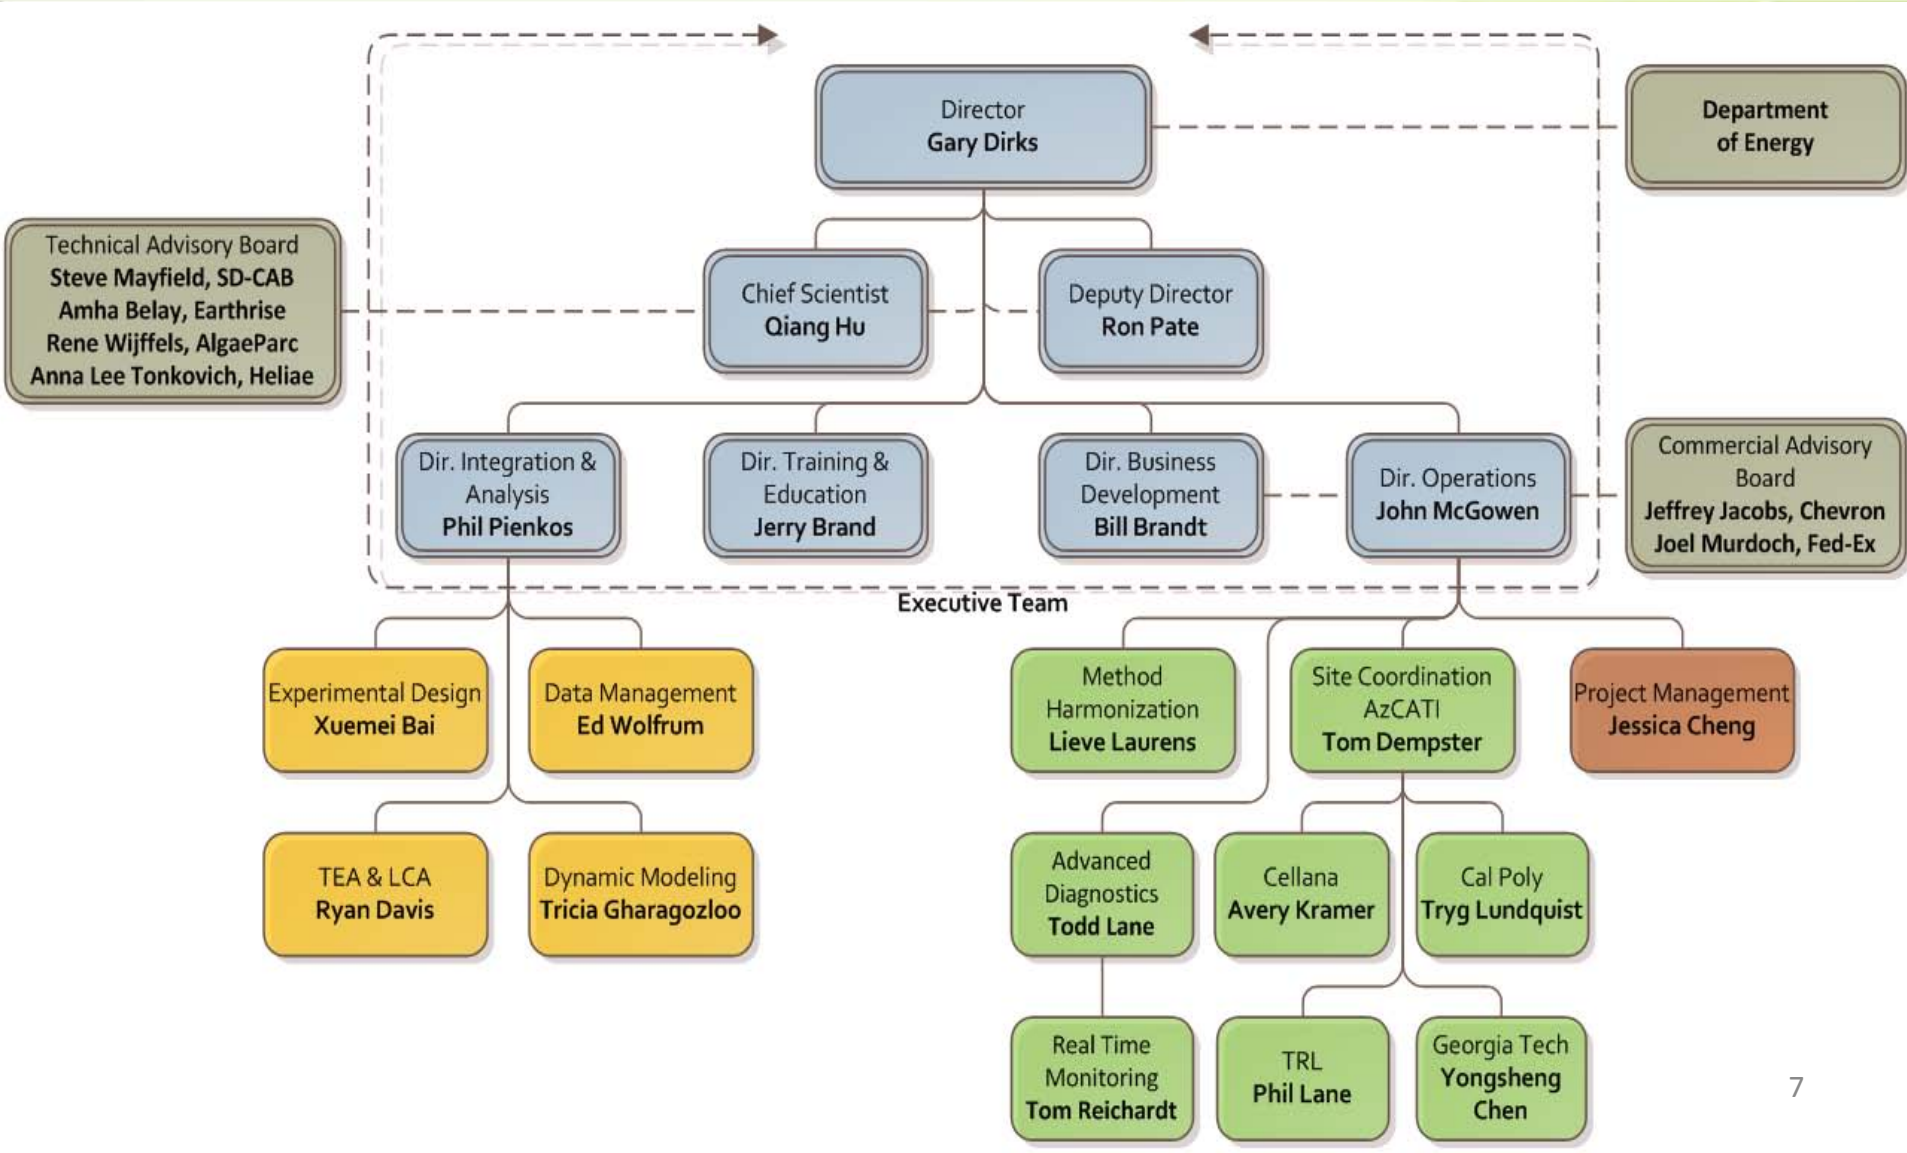 Director
Gary Dirks
Department
of Energy
Technical Advisory Board
Steve Mayfield, SD-CAB
Amha Belay, Earthrise
Rene Wijffels, AlgaeParc
Anna Lee Tonkovich, Heliae
Chief Scientist
Qiang Hu
Deputy Director
Ron Pate
Dir. Integration &
Analysis
Phil Pienkos
Dir. Training &
Education
Jerry Brand
Dir. Business
Development
Bill Brandt
Dir. Operations
John McGowen
Commercial Advisory
Board
Jeffrey Jacobs, Chevron
Joel Murdoch, Fed-Ex
Executive Team
Experimental Design
Xuemei Bai
Data Management
Ed Wolfrum
Method
Harmonization
Lieve Laurens
Site Coordination
AzCATI
Tom Dempster
Project Management
Jessica Cheng
TEA & LCA
Ryan Davis
Dynamic Modeling
Tricia Gharagozloo
Advanced
Diagnostics
Todd Lane
Cellana
Avery Kramer
Cal Poly
Tryg Lundquist
Real Time
Monitoring
Tom Reichardt
TRL
Phil Lane
Georgia Tech
Yongsheng
Chen
7